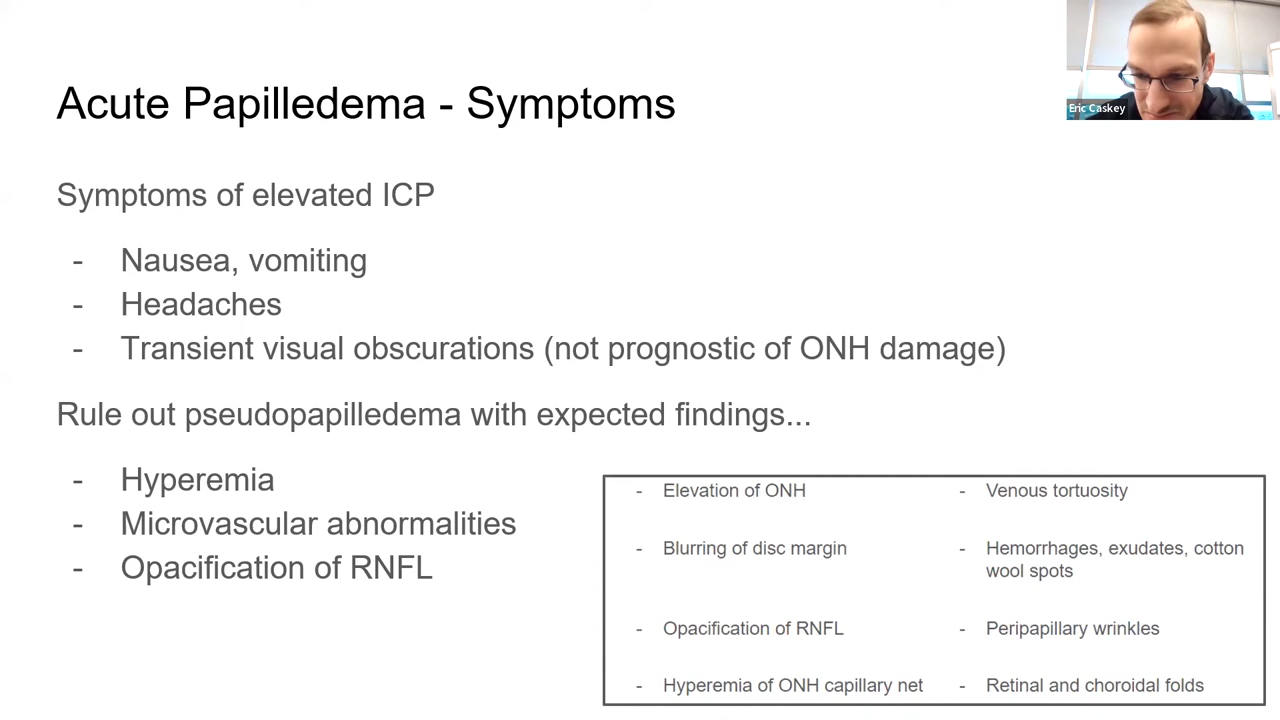 Acute Papilledema - Symptoms
Eric Caskey
Symptoms of elevated ICP
- Nausea, vomiting
- Headaches
- Transient visual obscurations (not prognostic of ONH damage)
Rule out pseudopapilledema with expected findings...
- Hyperemia
- Microvascular abnormalities
- Opacification of RNFL
- Elevation of ONH
- Blurring of disc margin
- Opacification of RNFL
- Hyperemia of ONH capillary net
- Venous tortuosity
- Hemorrhages, exudates, cotton
wool spots
- Peripapillary wrinkles
- Retinal and choroidal folds